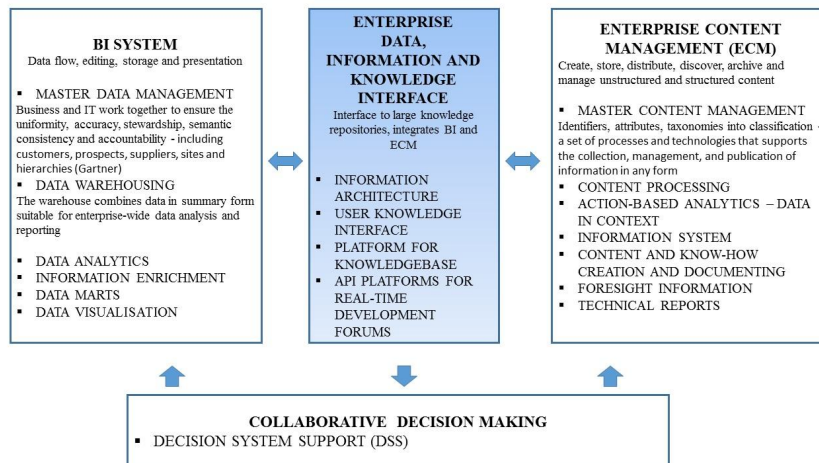 BI SYSTEM
Data flow, editing, storage and presentation
▪ MASTER DATA MANAGEMENT
Business and IT work together to ensure the
uniformity, accuracy, stewardship, semantic
consistency and accountability - including
customers, prospects, suppliers, sites and
hierarchies (Gartner)
▪ DATA WAREHOUSING
The warehouse combines data in summary form
suitable for enterprise-wide data analysis and
reporting
▪ DATA ANALYTICS
▪ INFORMATION ENRICHMENT
▪ DATA MARTS
▪ DATA VISUALISATION
ENTERPRISE
DATA,
INFORMATION AND
KNOWLEDGE
INTERFACE
Interface to large knowledge
repositories, integrates BI and
ECM
▪ INFORMATION
ARCHITECTURE
▪ USER KNOWLEDGE
INTERFACE
▪ PLATFORM FOR
KNOWLEDGEBASE
▪ API PLATFORMS FOR
REAL-TIME
DEVELOPMENT
FORUMS
ENTERPRISE CONTENT
MANAGEMENT (ECM)
Create, store, distribute, discover, archive and
manage unstructured and structured content
▪ MASTER CONTENT MANAGEMENT
Identifiers, attributes, taxonomies into classification -
a set of processes and technologies that supports
the collection, management, and publication of
information in any form
▪ CONTENT PROCESSING
▪ ACTION-BASED ANALYTICS – DATA
IN CONTEXT
▪ INFORMATION SYSTEM
▪ CONTENT AND KNOW-HOW
CREATION AND DOCUMENTING
▪ FORESIGHT INFORMATION
▪ TECHNICAL REPORTS
COLLABORATIVE DECISION MAKING
▪ DECISION SYSTEM SUPPORT (DSS)